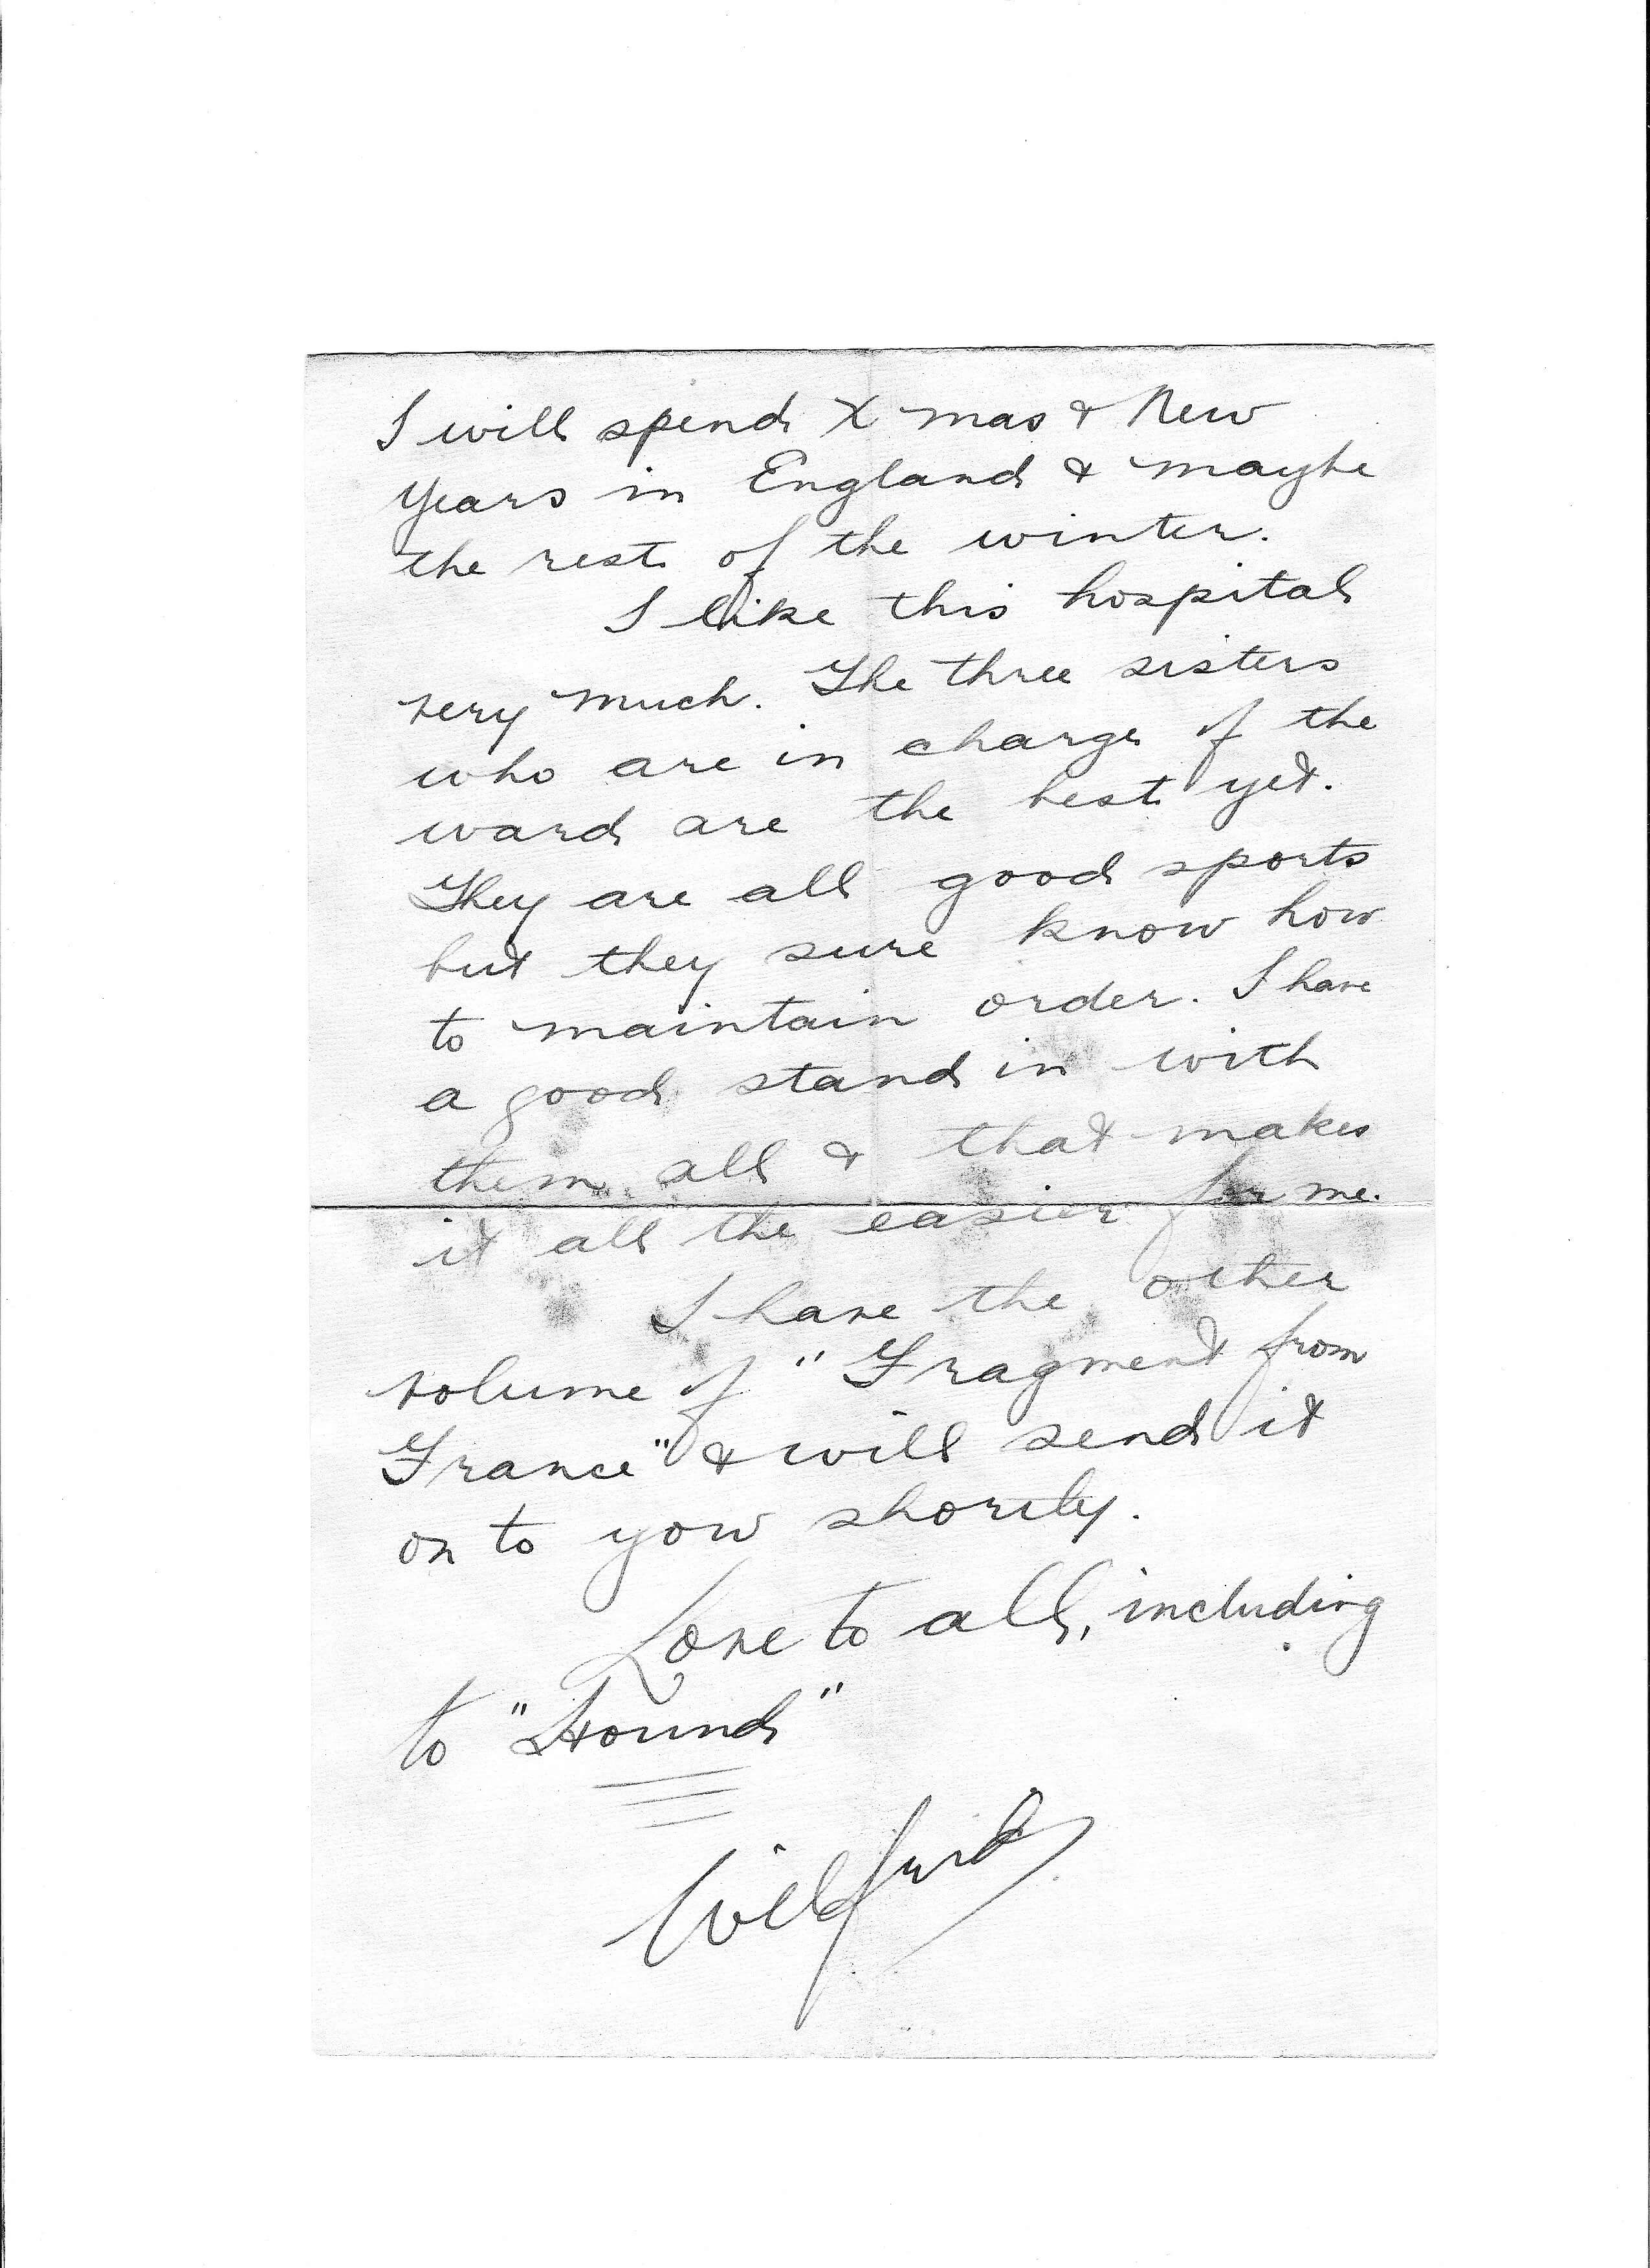 I will spend X mas & New
Years in England & maybe
the rest of the winter.
I like this hospital
very much. The three sisters
who are in charge of the
ward are the best yet.
They are all good sports
but they sure know how
to maintain order. I have
a good stand in with
them all & that makes
it all the easier for me.
I have the other
volume of "Fragment from
France" & will send it
on to you shortly.
Love to all, including
to "Hound"
Wilfrid